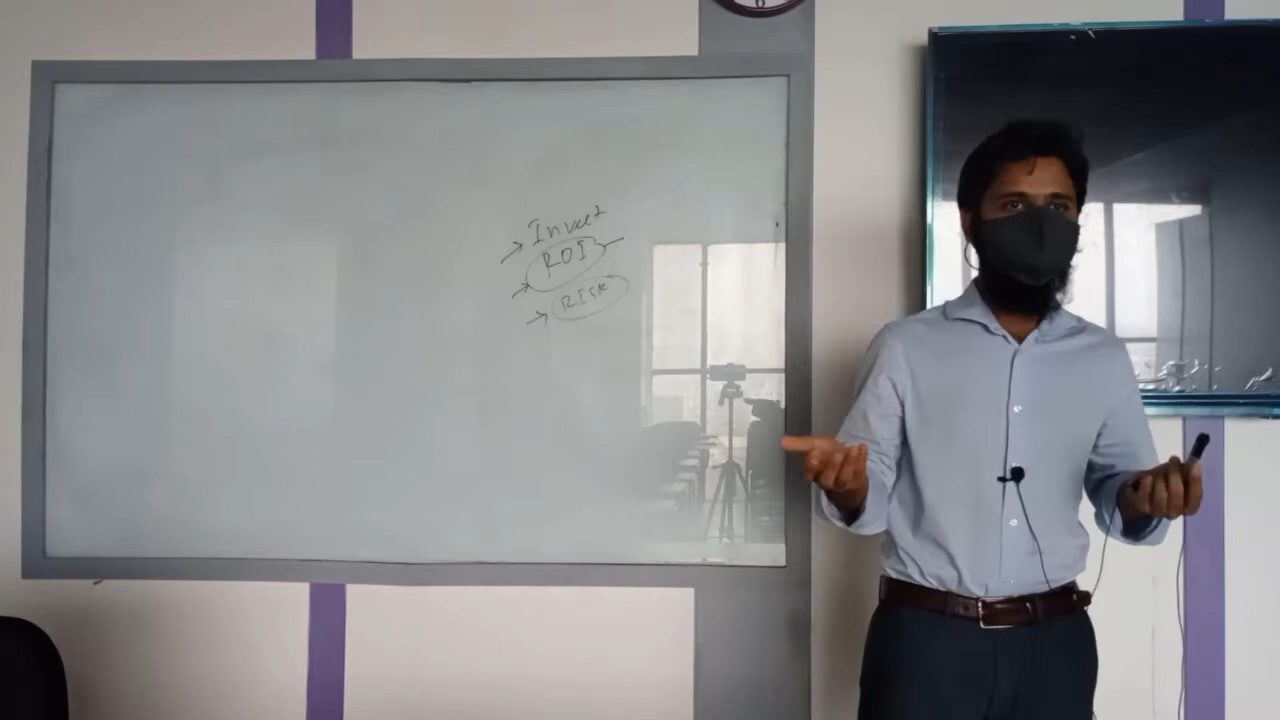 → Invest
→ ROI
→ RISK